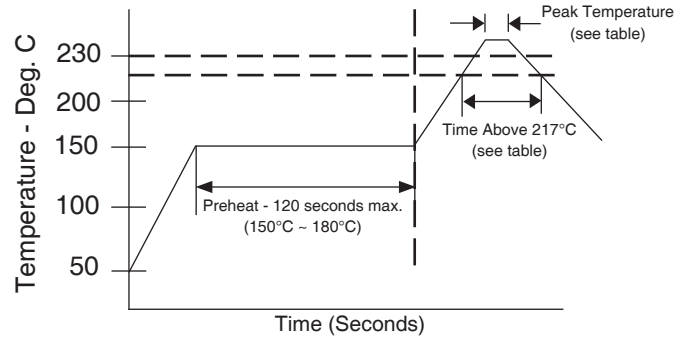 Peak Temperature
(see table)
230
200
150
100
50
Temperature - Deg. C
Time Above 217°C
(see table)
Preheat - 120 seconds max.
(150°C ~ 180°C)
Time (Seconds)